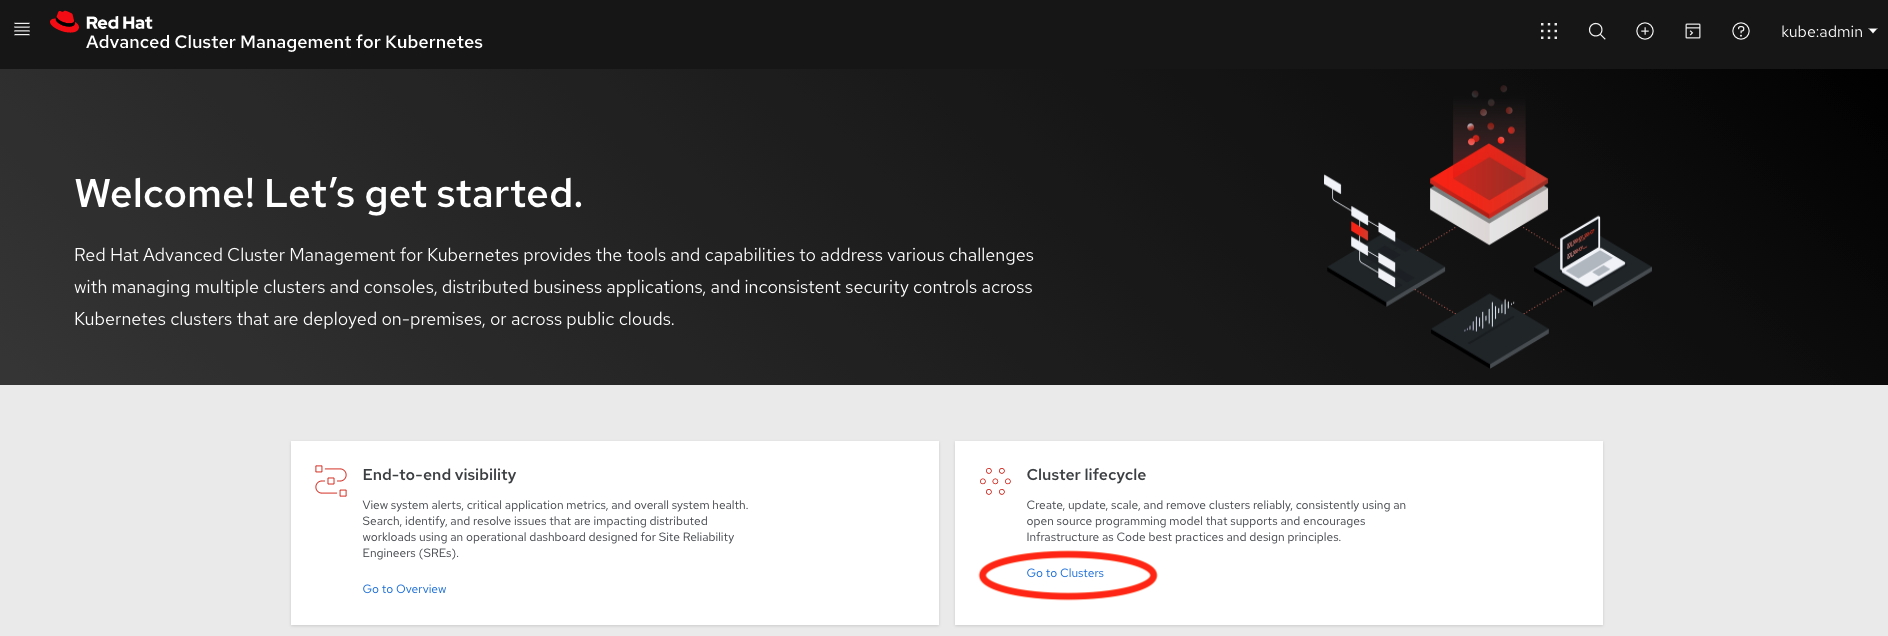 Red Hat
Advanced Cluster Management for Kubernetes
kube:admin
Welcome! Let's get started.
Red Hat Advanced Cluster Management for Kubernetes provides the tools and capabilities to address various challenges
with managing multiple clusters and consoles, distributed business applications, and inconsistent security controls across
Kubernetes clusters that are deployed on-premises, or across public clouds.
End-to-end visibility
View system alerts, critical application metrics, and overall system health.
Search, identify, and resolve issues that are impacting distributed
workloads using an operational dashboard designed for Site Reliability
Engineers (SREs).
Go to Overview
Cluster lifecycle
Create, update, scale, and remove clusters reliably, consistently using an
open source programming model that supports and encourages
Infrastructure as Code best practices and design principles.
Go to Clusters